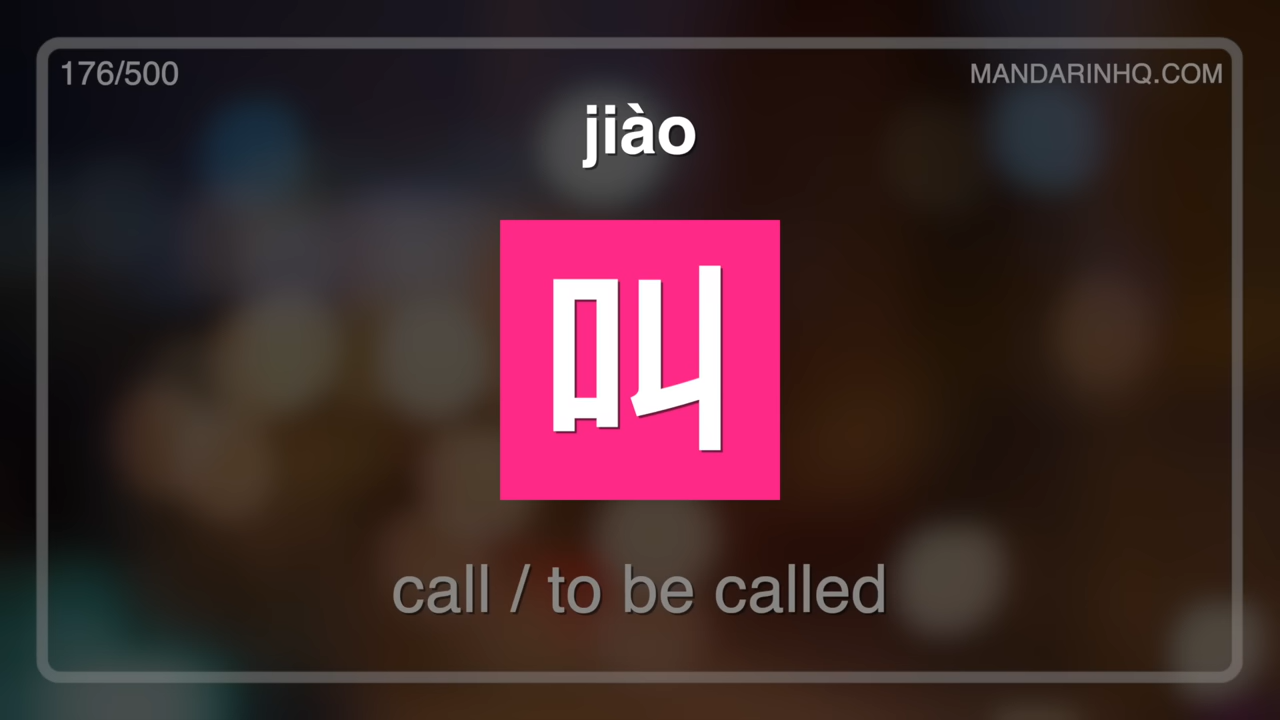 176/500
MANDARINHQ.COM
jiào
叫
call / to be called